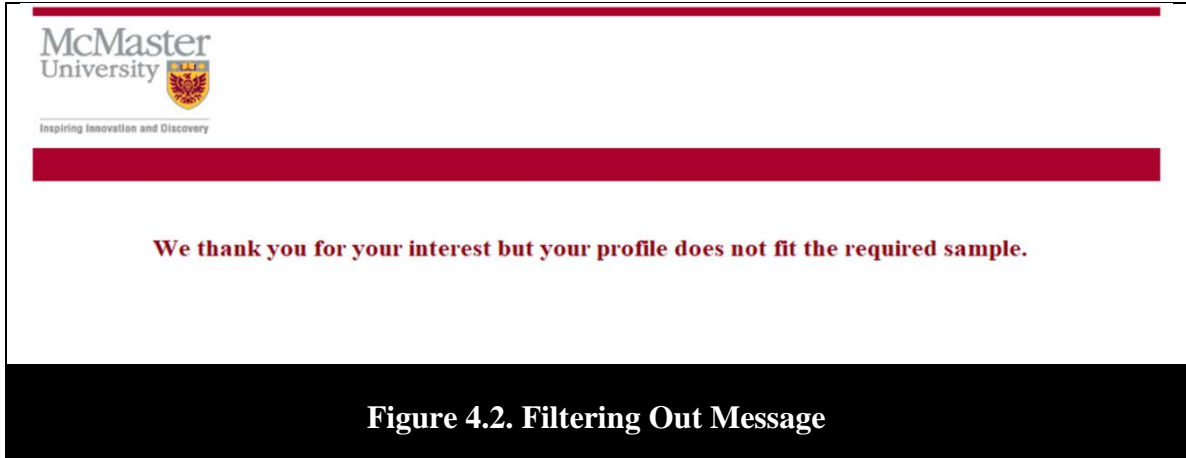 McMaster
University
Inspiring Innovation and Discovery
We thank you for your interest but your profile does not fit the required sample.
Figure 4.2. Filtering Out Message